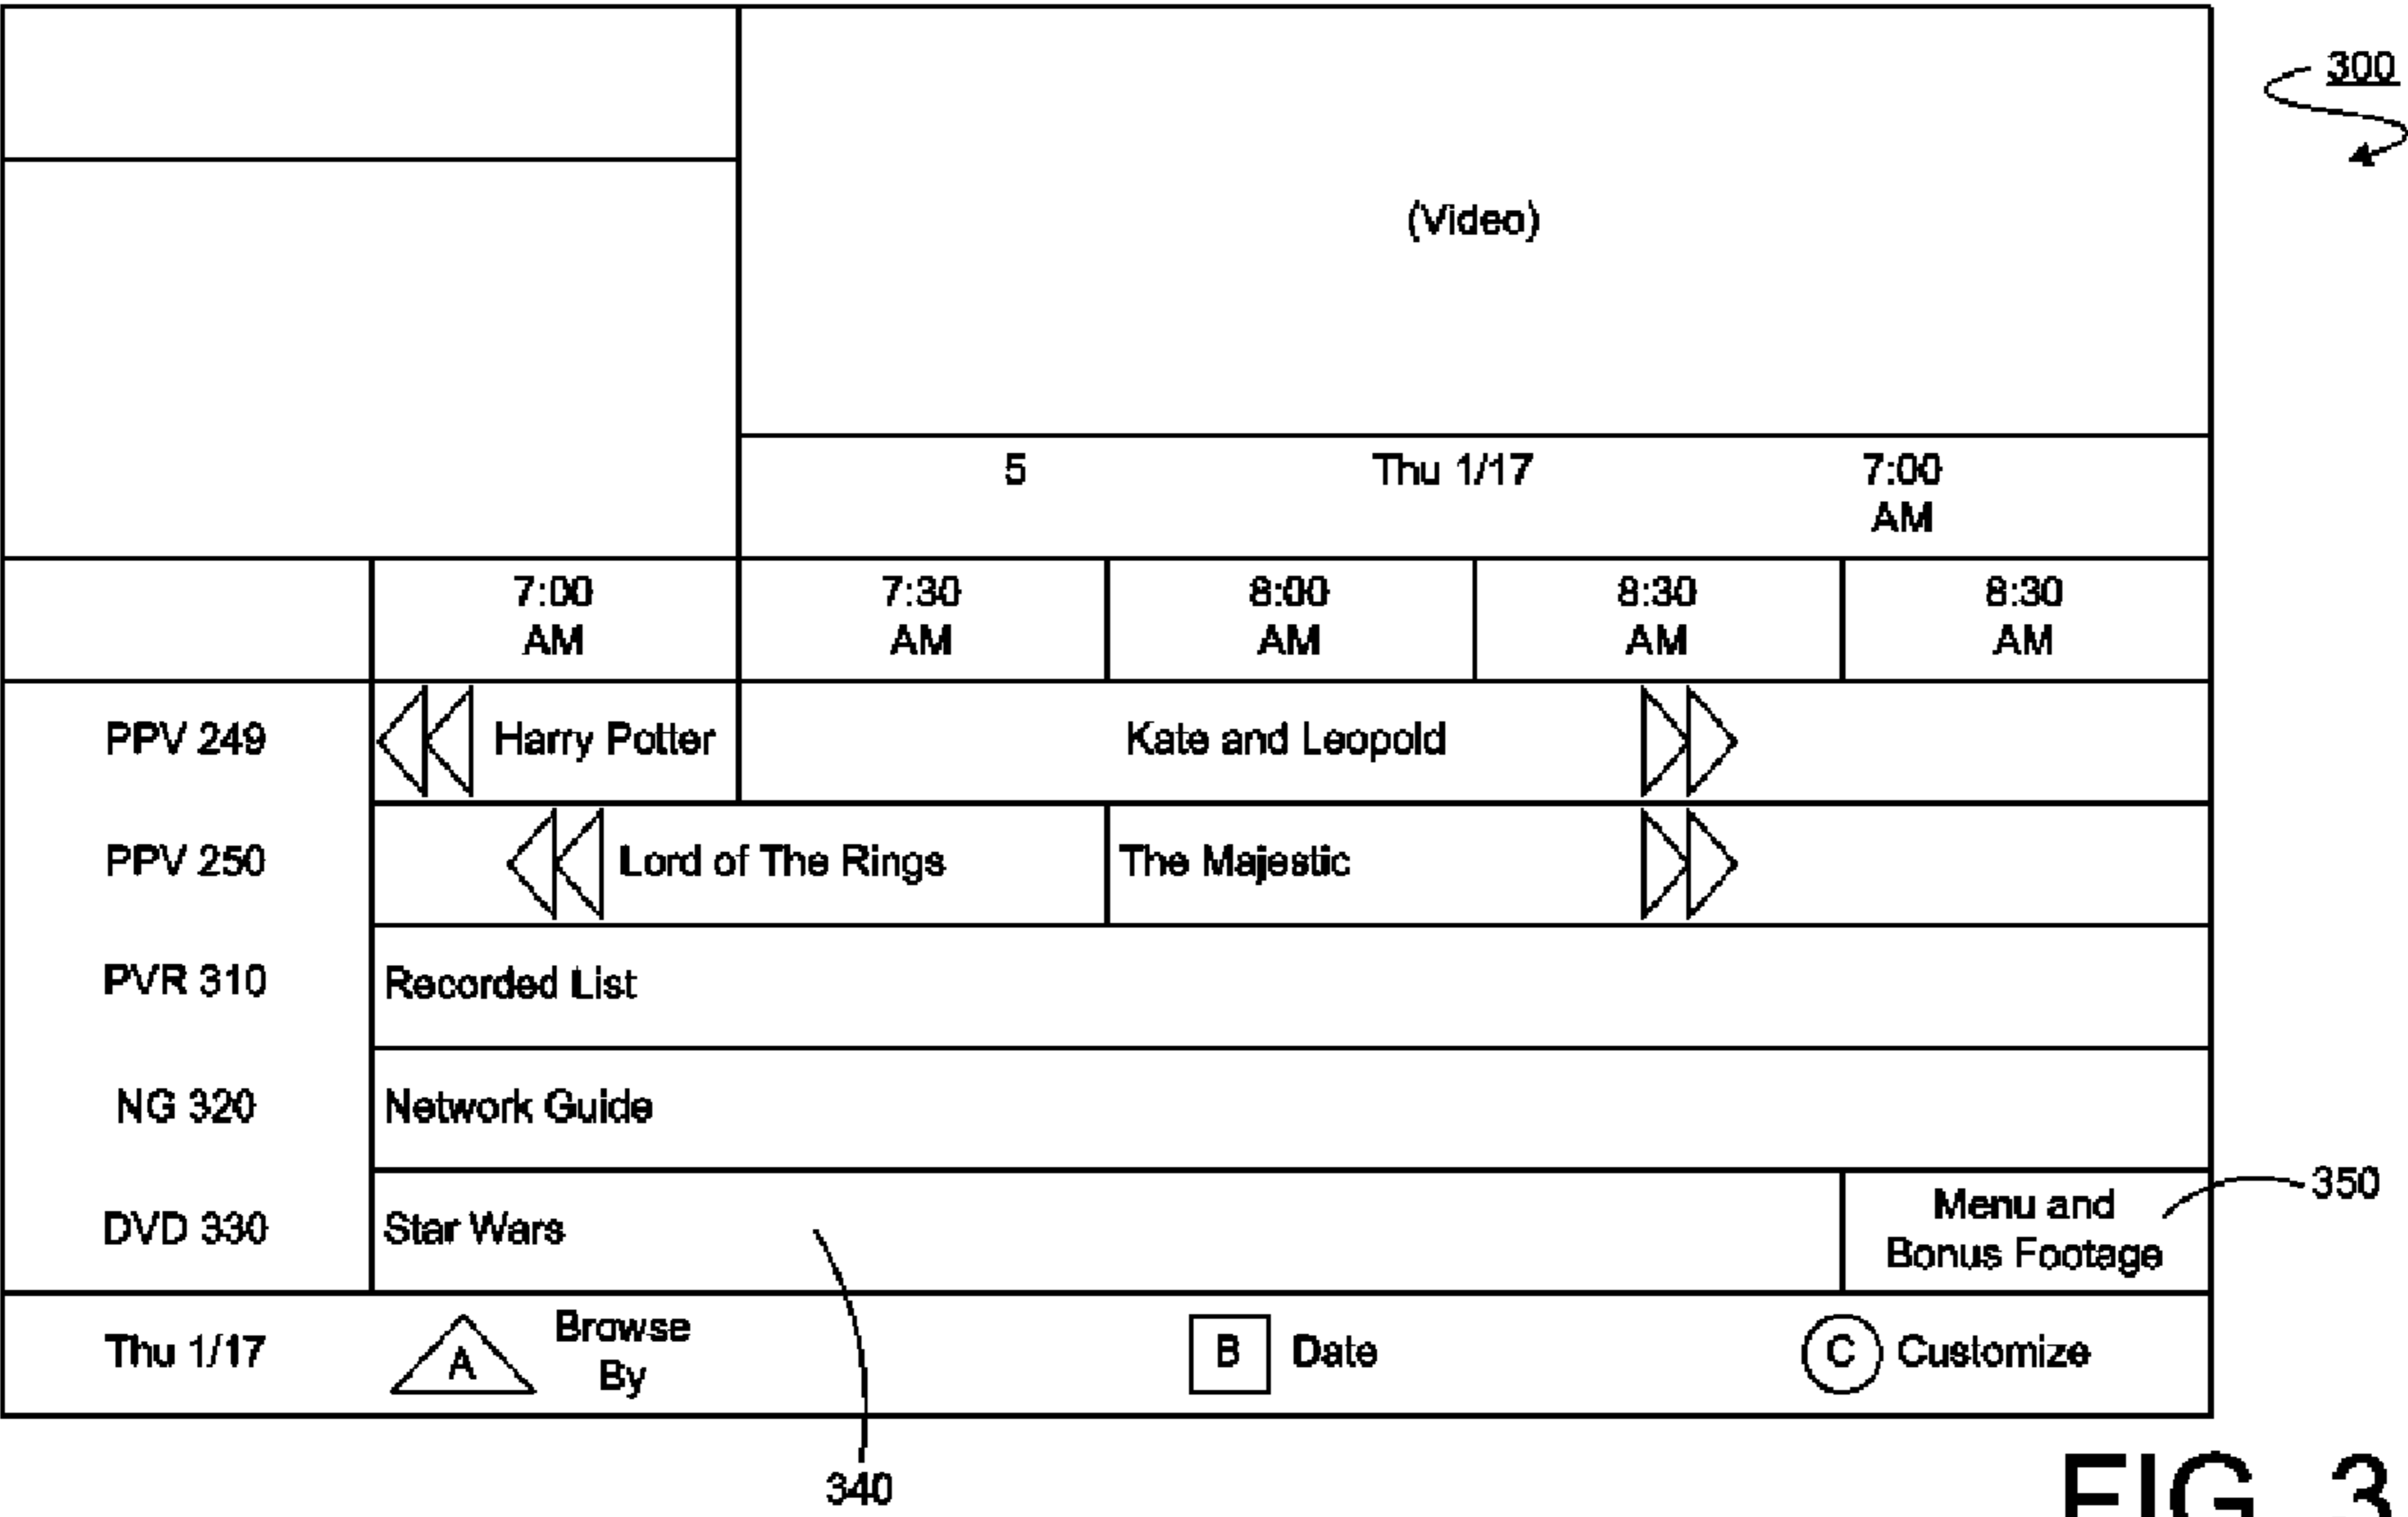 300
(Video)
5 Thu 1/17 7:00
AM
7:00 7:30 8:00 8:30 8:30
AM AM AM AM AM
PPV 249 Harry Potter Kate and Leopold
PPV 250 Lord of The Rings The Majestic
PVR 310 Recorded List
NG 320 Network Guide
350
DVD 330 Star Wars Menu and
Bonus Footage
Thu 1/17 A Browse
By B Date C Customize
340
FIG. 3